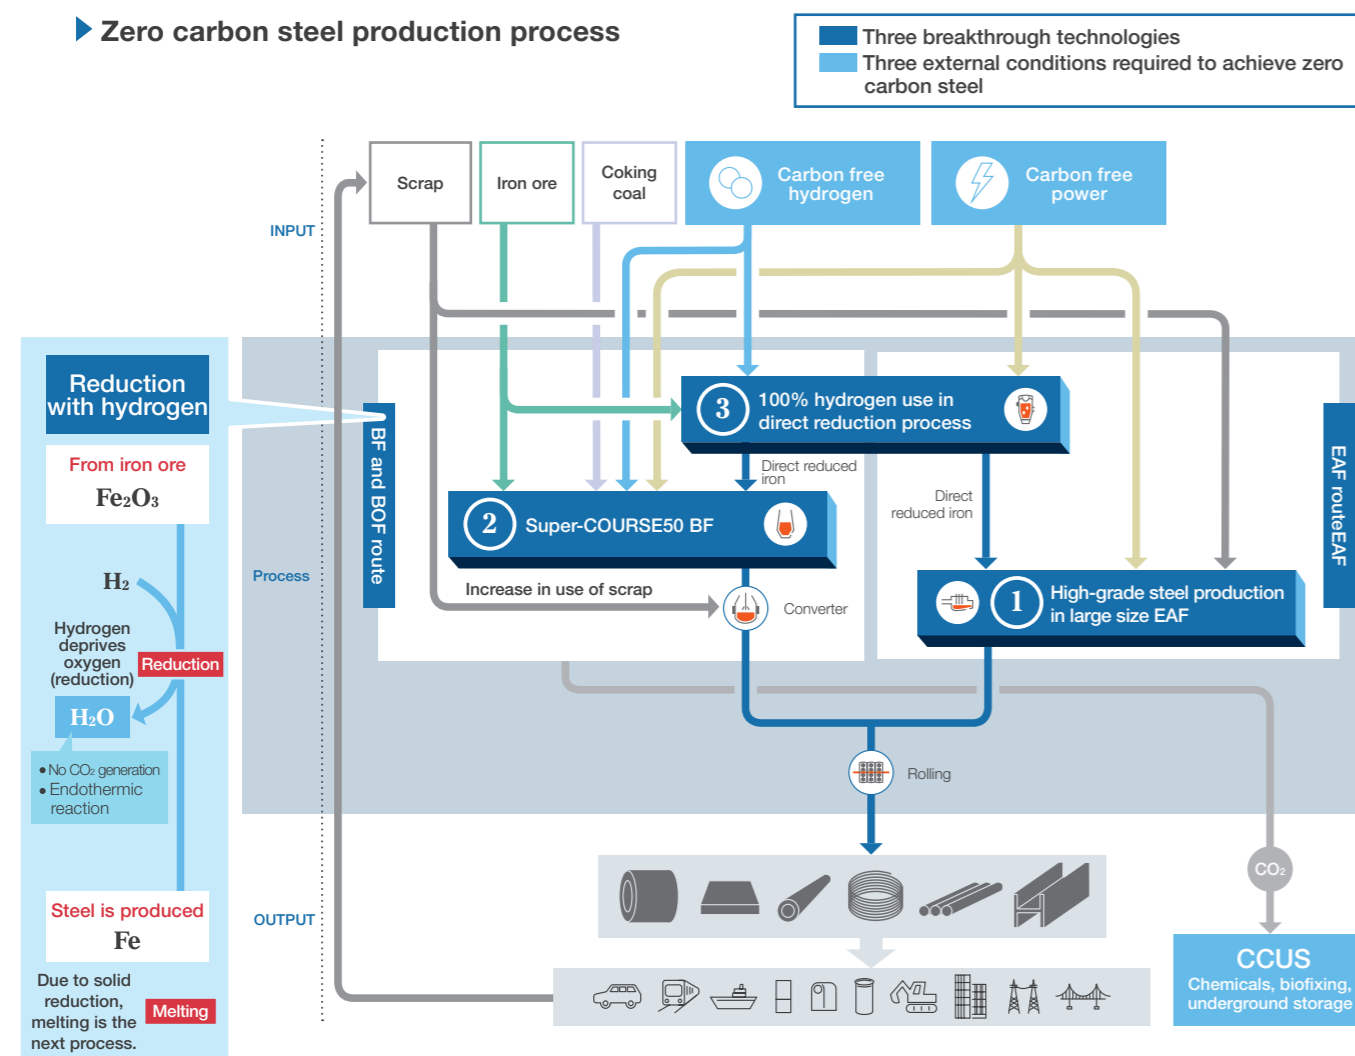 Zero carbon steel production process
Three breakthrough technologies
Three external conditions required to achieve zero
carbon steel
INPUT
Scrap
Iron ore
Coking
coal
Carbon free
hydrogen
Carbon free
power
Reduction
with hydrogen
From iron ore
Fe₂O₃
H₂
Hydrogen
deprives
oxygen
(reduction)
Reduction
H₂O
• No CO₂ generation
• Endothermic
reaction
Steel is produced
Fe
Due to solid
reduction,
melting is the
next process.
Melting
Process
BF and BOF route
EAF routeEAF
3
100% hydrogen use in
direct reduction process
Direct reduced
iron
Direct
reduced iron
2
Super-COURSE50 BF
Increase in use of scrap
Converter
1
High-grade steel production
in large size EAF
Rolling
OUTPUT
CO₂
CCUS
Chemicals, biofixing,
underground storage